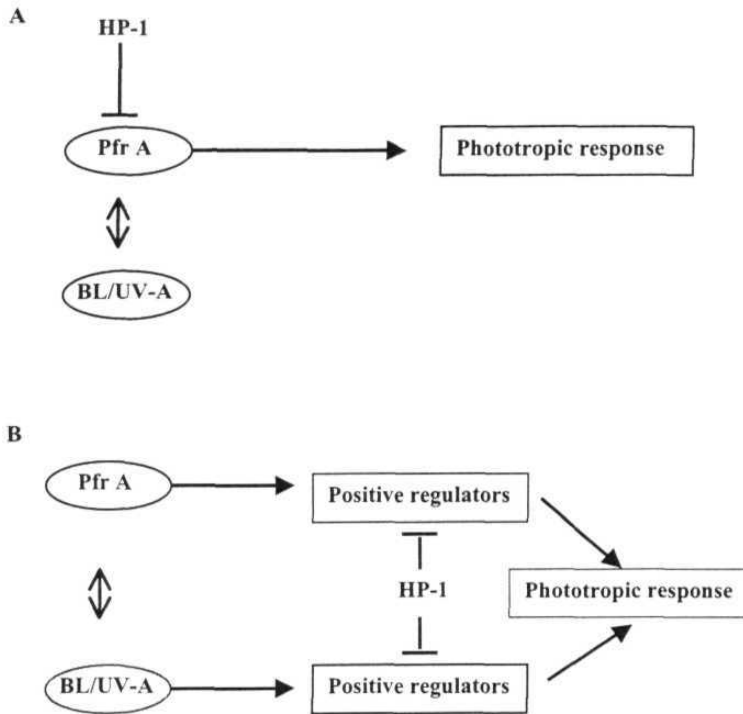 A
HP-1
Pfr A
Phototropic response
BL/UV-A
B
Pfr A
Positive regulators
HP-1
Phototropic response
BL/UV-A
Positive regulators